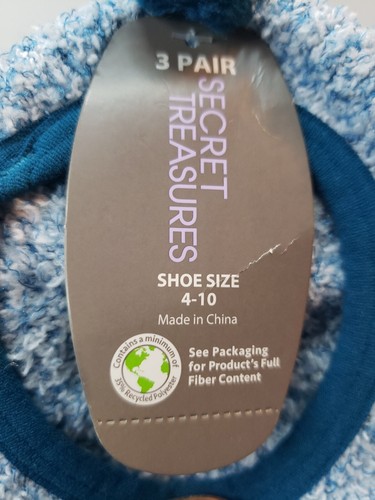 3 PAIR
SECRET
TREASURES
SHOE SIZE
4-10
Made in China
Contains a minimum of
35% Recycled Polyester
See Packaging
for Product's Full
Fiber Content